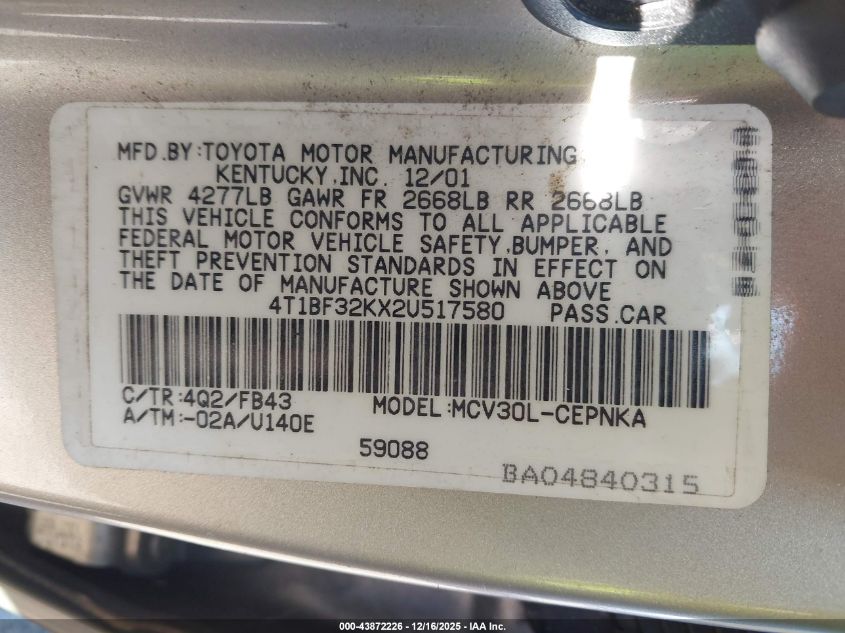 MFD.BY:TOYOTA MOTOR MANUFACTURING
KENTUCKY,INC. 12/01
GVWR 4277LB GAWR FR 2668LB RR 2668LB
THIS VEHICLE CONFORMS TO ALL APPLICABLE
FEDERAL MOTOR VEHICLE SAFETY,BUMPER, AND
THEFT PREVENTION STANDARDS IN EFFECT ON
THE DATE OF MANUFACTURE SHOWN ABOVE
4T1BF32KX2U517580 PASS.CAR
C/TR:4Q2/FB43 MODEL:MCV30L-CEPNKA
A/TM:-02A/U140E
59088
BA04840315
000-43872226 - 12/16/2025 - IAA Inc.